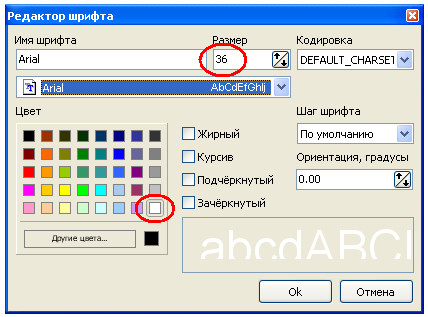 Редактор шрифта
Имя шрифта Размер Кодировка
Arial 36 DEFAULT_CHARSET
Arial AbCdEfGhIj
Цвет Шаг шрифта
Жирный По умолчанию
Курсив Ориентация, градусы
Подчёркнутый 0.00
Зачёркнутый
Другие цвета...
abcdABCI
Ok Отмена